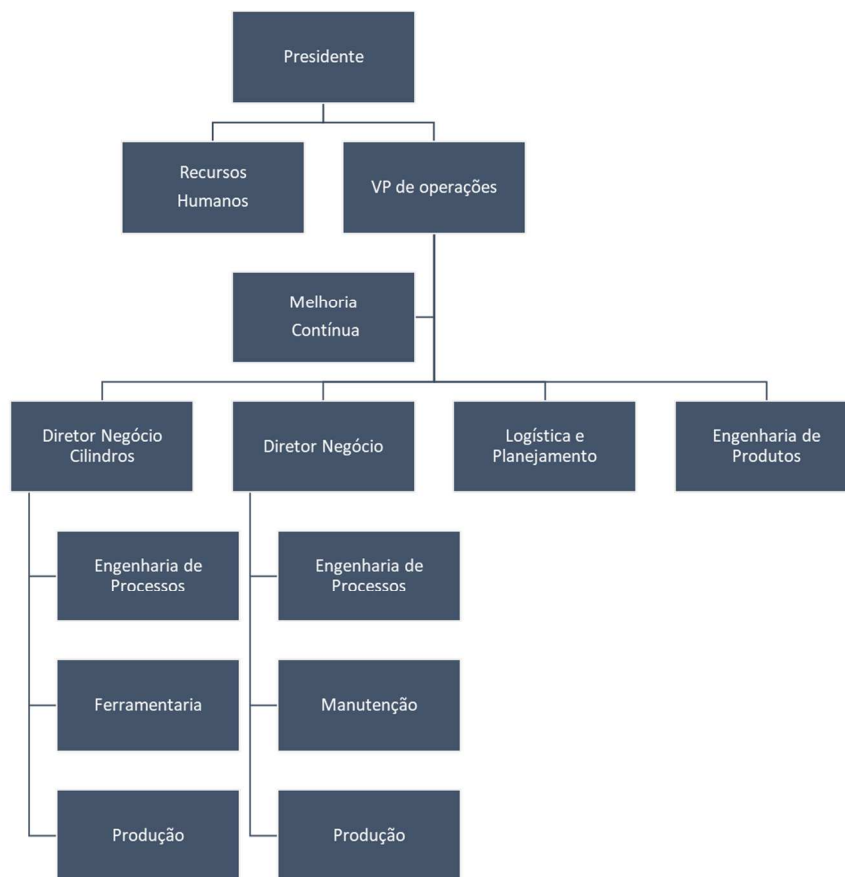 Presidente
Recursos
Humanos
VP de operações
Melhoria
Contínua
Diretor Negócio
Cilindros
Diretor Negócio
Logística e
Planejamento
Engenharia de
Produtos
Engenharia de
Processos
Engenharia de
Processos
Ferramentaria
Manutenção
Produção
Produção